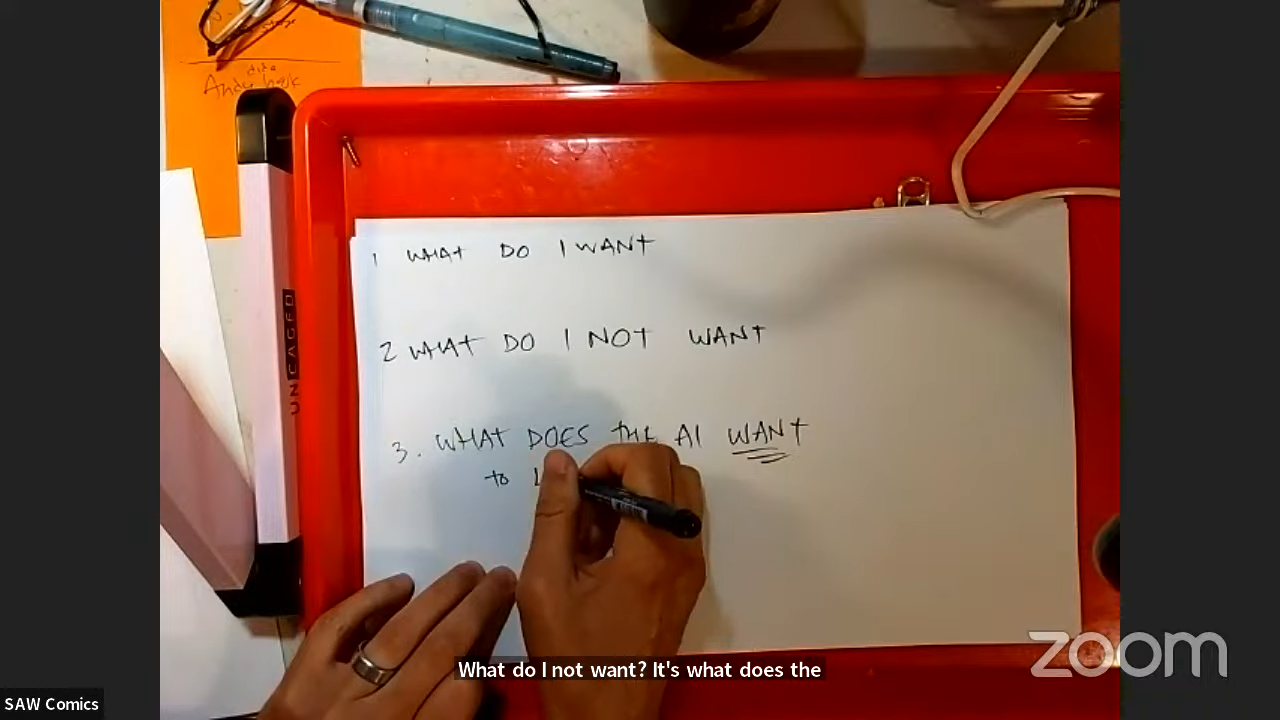 Ande
1 WHAT DO I WANT
2 WHAT DO I NOT WANT
3. WHAT DOES THE AI WANT
to
UNCAGED
What do I not want? It's what does the
zoom
SAW Comics